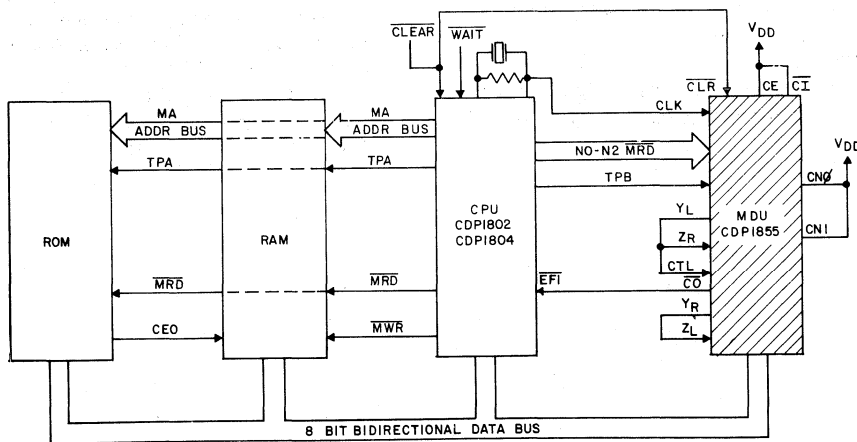 CLEAR
WAIT
VDD
CLR
CE
CI
MA
ADDR BUS
MA
ADDR BUS
CLK
VDD
NO-N2 MRD
TPA
TPA
CN0
TPB
CPU
CDP1802
CDP1804
YL
MDU
CDP1855
ROM
RAM
ZR
CN1
CTL
MRD
MRD
EF1
CO
YR
CEO
MWR
ZL
8 BIT BIDIRECTIONAL DATA BUS